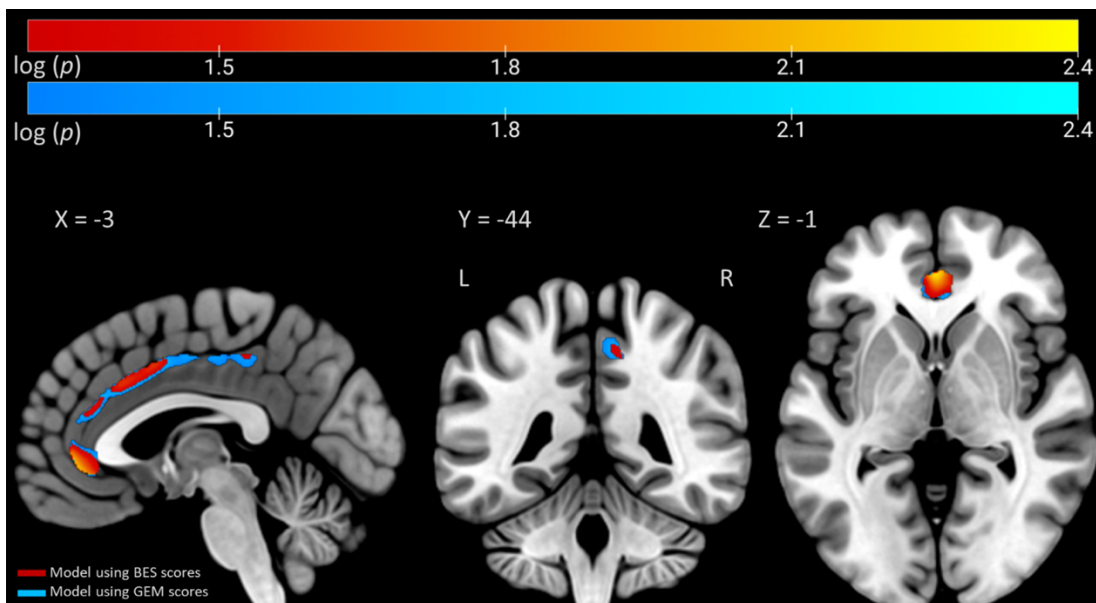 log (p) 1.5 1.8 2.1 2.4
log (p) 1.5 1.8 2.1 2.4
X = -3 Y = -44 Z = -1
L R
Model using BES scores
Model using GEM scores